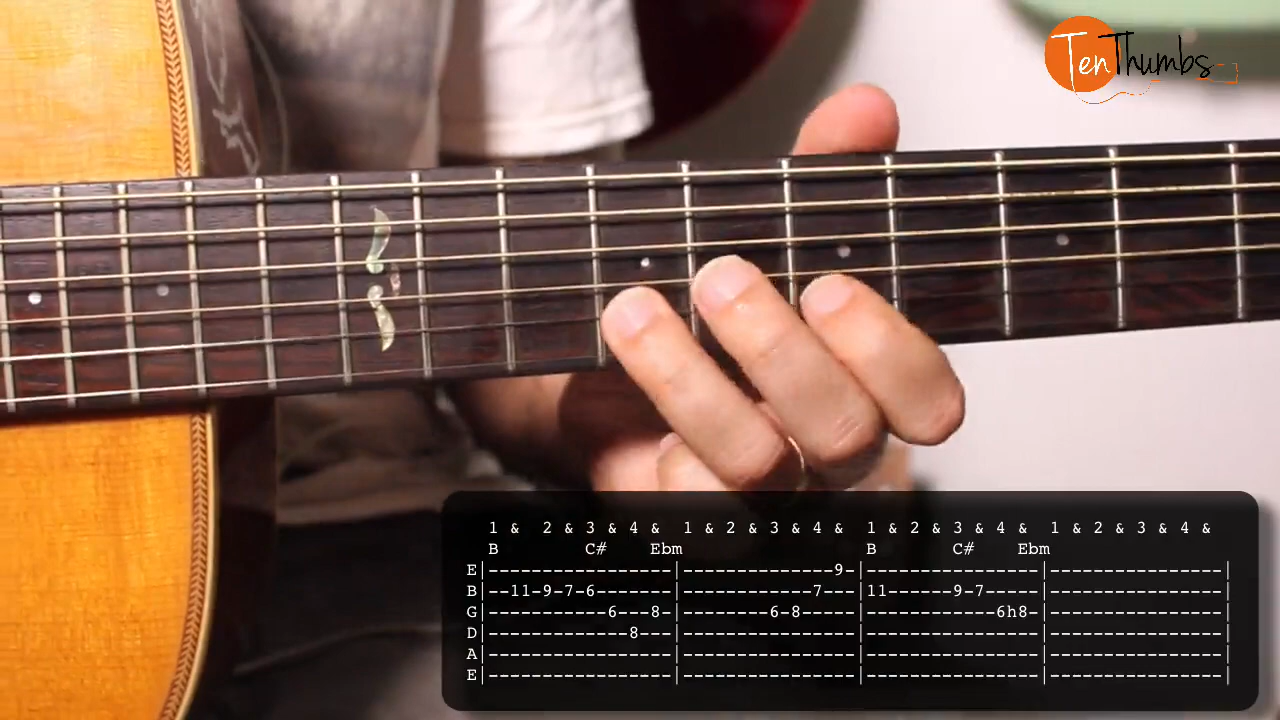 TenThumbs
1 &  2 & 3 & 4 & 1 & 2 & 3 & 4 & 1 & 2 & 3 & 4 & 1 & 2 & 3 & 4 &
B C# Ebm B C# Ebm
E|-----------------|--------------9-|----------------|----------------|
B|--11-9-7-6-------|------------7---|11------9-7-----|----------------|
G|-----------6---8-|--------6-8-----|------------6h8-|----------------|
D|-------------8---|----------------|----------------|----------------|
A|-----------------|----------------|----------------|----------------|
E|-----------------|----------------|----------------|----------------|